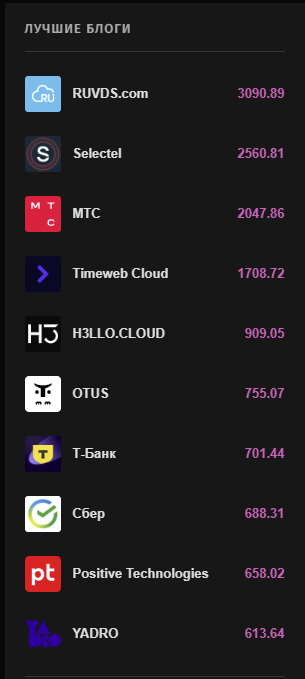 ЛУЧШИЕ БЛОГИ
RU RUVDS.com 3090.89
S Selectel 2560.81
М Т С МТС 2047.86
Timeweb Cloud 1708.72
H3 H3LLO.CLOUD 909.05
OTUS 755.07
Т Т-Банк 701.44
Сбер 688.31
pt Positive Technologies 658.02
YADRO YADRO 613.64